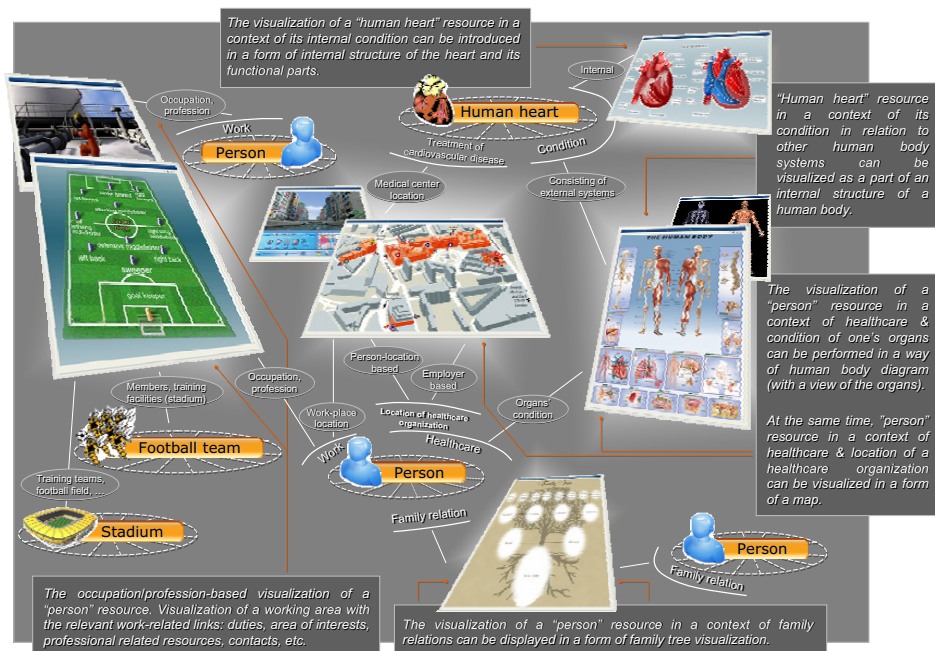 The visualization of a “human heart” resource in a
context of its internal condition can be introduced
in a form of internal structure of the heart and its
functional parts.
Internal
Occupation,
profession
Work
Person
Human heart
Treatment of
cardiovascular disease
Condition
“Human heart” resource
in a context of its
condition in relation to
other human body
systems can be
visualized as a part of an
internal structure of a
human body.
Medical center
location
Consisting of
external systems
defensive midfielder
left back
right back
sweeper
goal keeper
THE HUMAN BODY
The visualization of a
“person” resource in a
context of healthcare &
condition of one's organs
can be performed in a way
of human body diagram
(with a view of the organs).
At the same time, ”person”
resource in a context of
healthcare & location of a
healthcare organization
can be visualized in a form
of a map.
Person-location
based
Employer
based
Members, training
facilities (stadium)
Occupation,
profession
Work-place
location
Location of healthcare
organization
Organs'
condition
Football team
Work
Healthcare
Person
Training teams,
football field, ...
Stadium
Family relation
Family Tree
Person
Family relation
The occupation/profession-based visualization of a
“person” resource. Visualization of a working area with
the relevant work-related links: duties, area of interests,
professional related resources, contacts, etc.
The visualization of a “person” resource in a context of family
relations can be displayed in a form of family tree visualization.